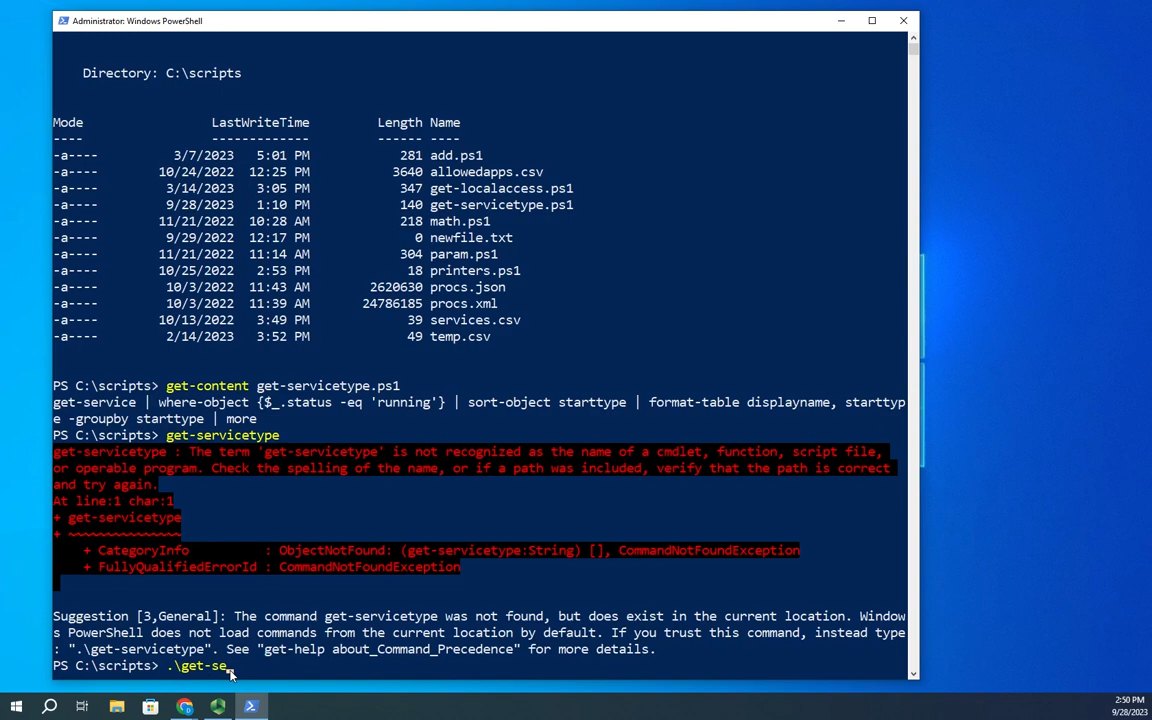 Administrator: Windows PowerShell
Directory: C:\scripts
Mode LastWriteTime Length Name
---- ------------- ------ ----
-a---- 3/7/2023 5:01 PM 281 add.ps1
-a---- 10/24/2022 12:25 PM 3640 allowedapps.csv
-a---- 3/14/2023 3:05 PM 347 get-localaccess.ps1
-a---- 9/28/2023 1:10 PM 140 get-servicetype.ps1
-a---- 11/21/2022 10:28 AM 218 math.ps1
-a---- 9/29/2022 12:17 PM 0 newfile.txt
-a---- 11/21/2022 11:14 AM 304 param.ps1
-a---- 10/25/2022 2:53 PM 18 printers.ps1
-a---- 10/3/2022 11:43 AM 2620630 procs.json
-a---- 10/3/2022 11:39 AM 24786185 procs.xml
-a---- 10/13/2022 3:49 PM 39 services.csv
-a---- 2/14/2023 3:52 PM 49 temp.csv
PS C:\scripts> get-content get-servicetype.ps1
get-service | where-object {$_.status -eq 'running'} | sort-object starttype | format-table displayname, starttyp
e -groupby starttype | more
PS C:\scripts> get-servicetype
get-servicetype : The term 'get-servicetype' is not recognized as the name of a cmdlet, function, script file,
or operable program. Check the spelling of the name, or if a path was included, verify that the path is correct
and try again.
At line:1 char:1
+ get-servicetype
+ ~~~~~~~~~~~~~~~
+ CategoryInfo : ObjectNotFound: (get-servicetype:String) [], CommandNotFoundException
+ FullyQualifiedErrorId : CommandNotFoundException
Suggestion [3,General]: The command get-servicetype was not found, but does exist in the current location. Window
s PowerShell does not load commands from the current location by default. If you trust this command, instead type
: ".\get-servicetype". See "get-help about_Command_Precedence" for more details.
PS C:\scripts> .\get-se
2:50 PM
9/28/2023